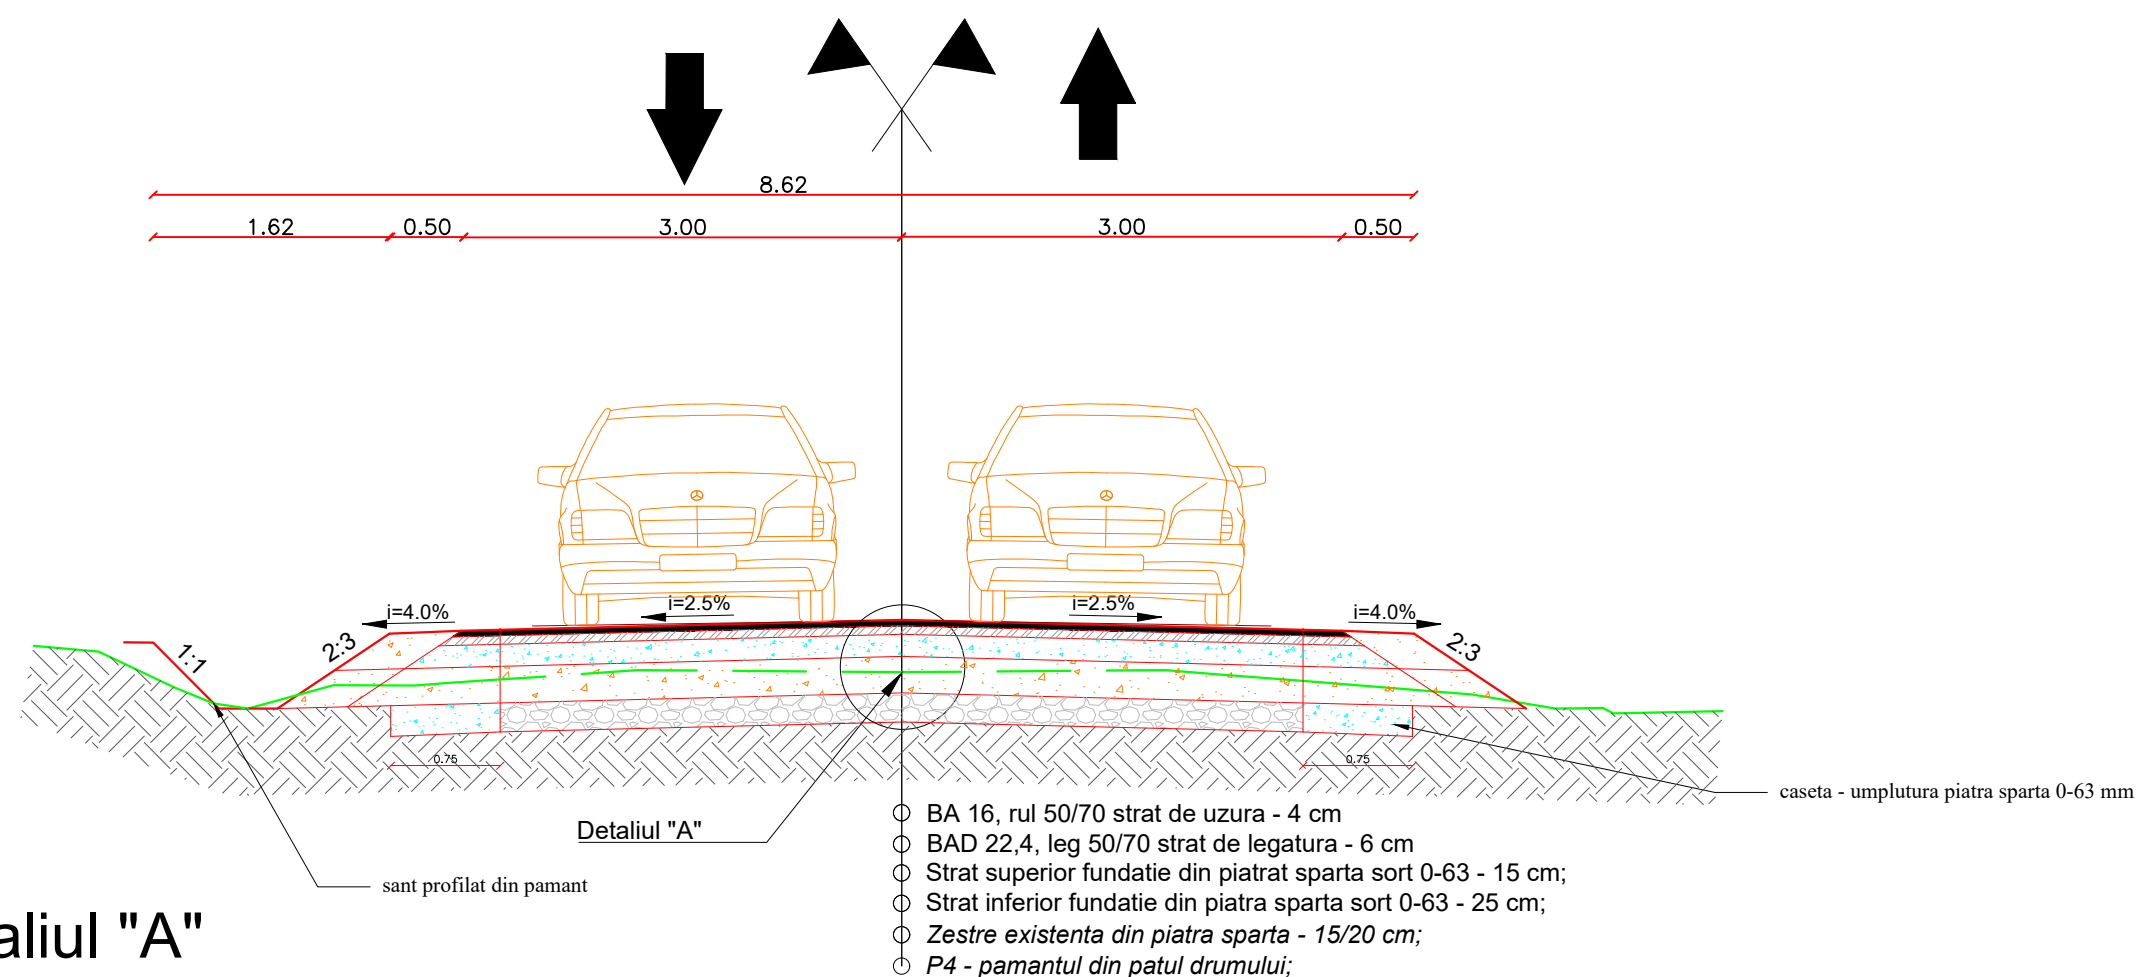 8.62
1.62 0.50 3.00 3.00 0.50
i=4.0% i=2.5% i=2.5% i=4.0%
1:1 2:3 2:3
0.75 0.75
caseta - umplutura piatra sparta 0-63 mm
BA 16, rul 50/70 strat de uzura - 4 cm
Detaliul "A"
BAD 22,4, leg 50/70 strat de legatura - 6 cm
Strat superior fundatie din piatrat sparta sort 0-63 - 15 cm;
sant profilat din pamant
Strat inferior fundatie din piatra sparta sort 0-63 - 25 cm;
aliul "A"
Zestre existenta din piatra sparta - 15/20 cm;
P4 - pamantul din patul drumului;